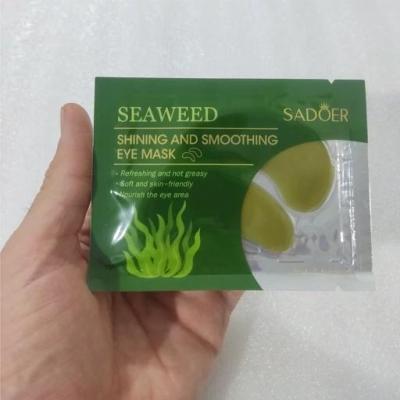 SEAWEED
SADOER
SHINING AND SMOOTHING
EYE MASK
- Refreshing and not greasy
- Soft and skin-friendly
- Nourish the eye area